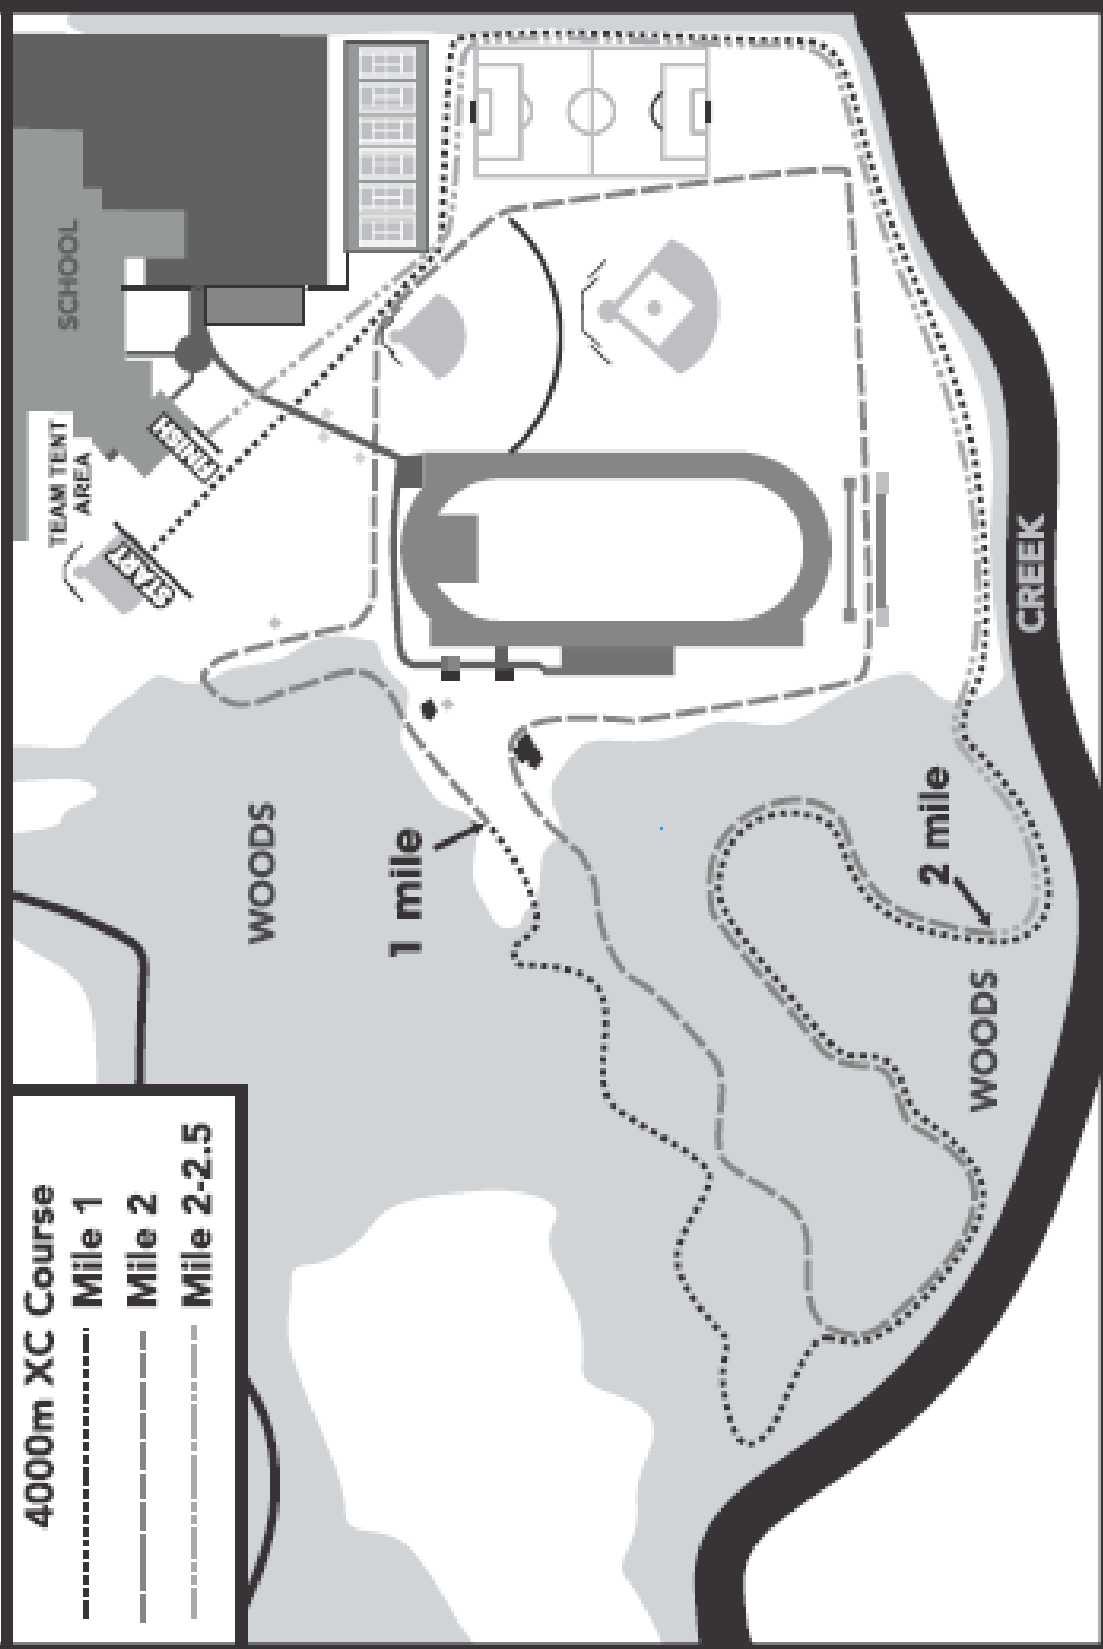 SCHOOL
TEAM TENT
AREA
FINISH
START
CREEK
WOODS
1 mile
2 mile
WOODS
4000m XC Course
Mile 1
Mile 2
Mile 2-2.5